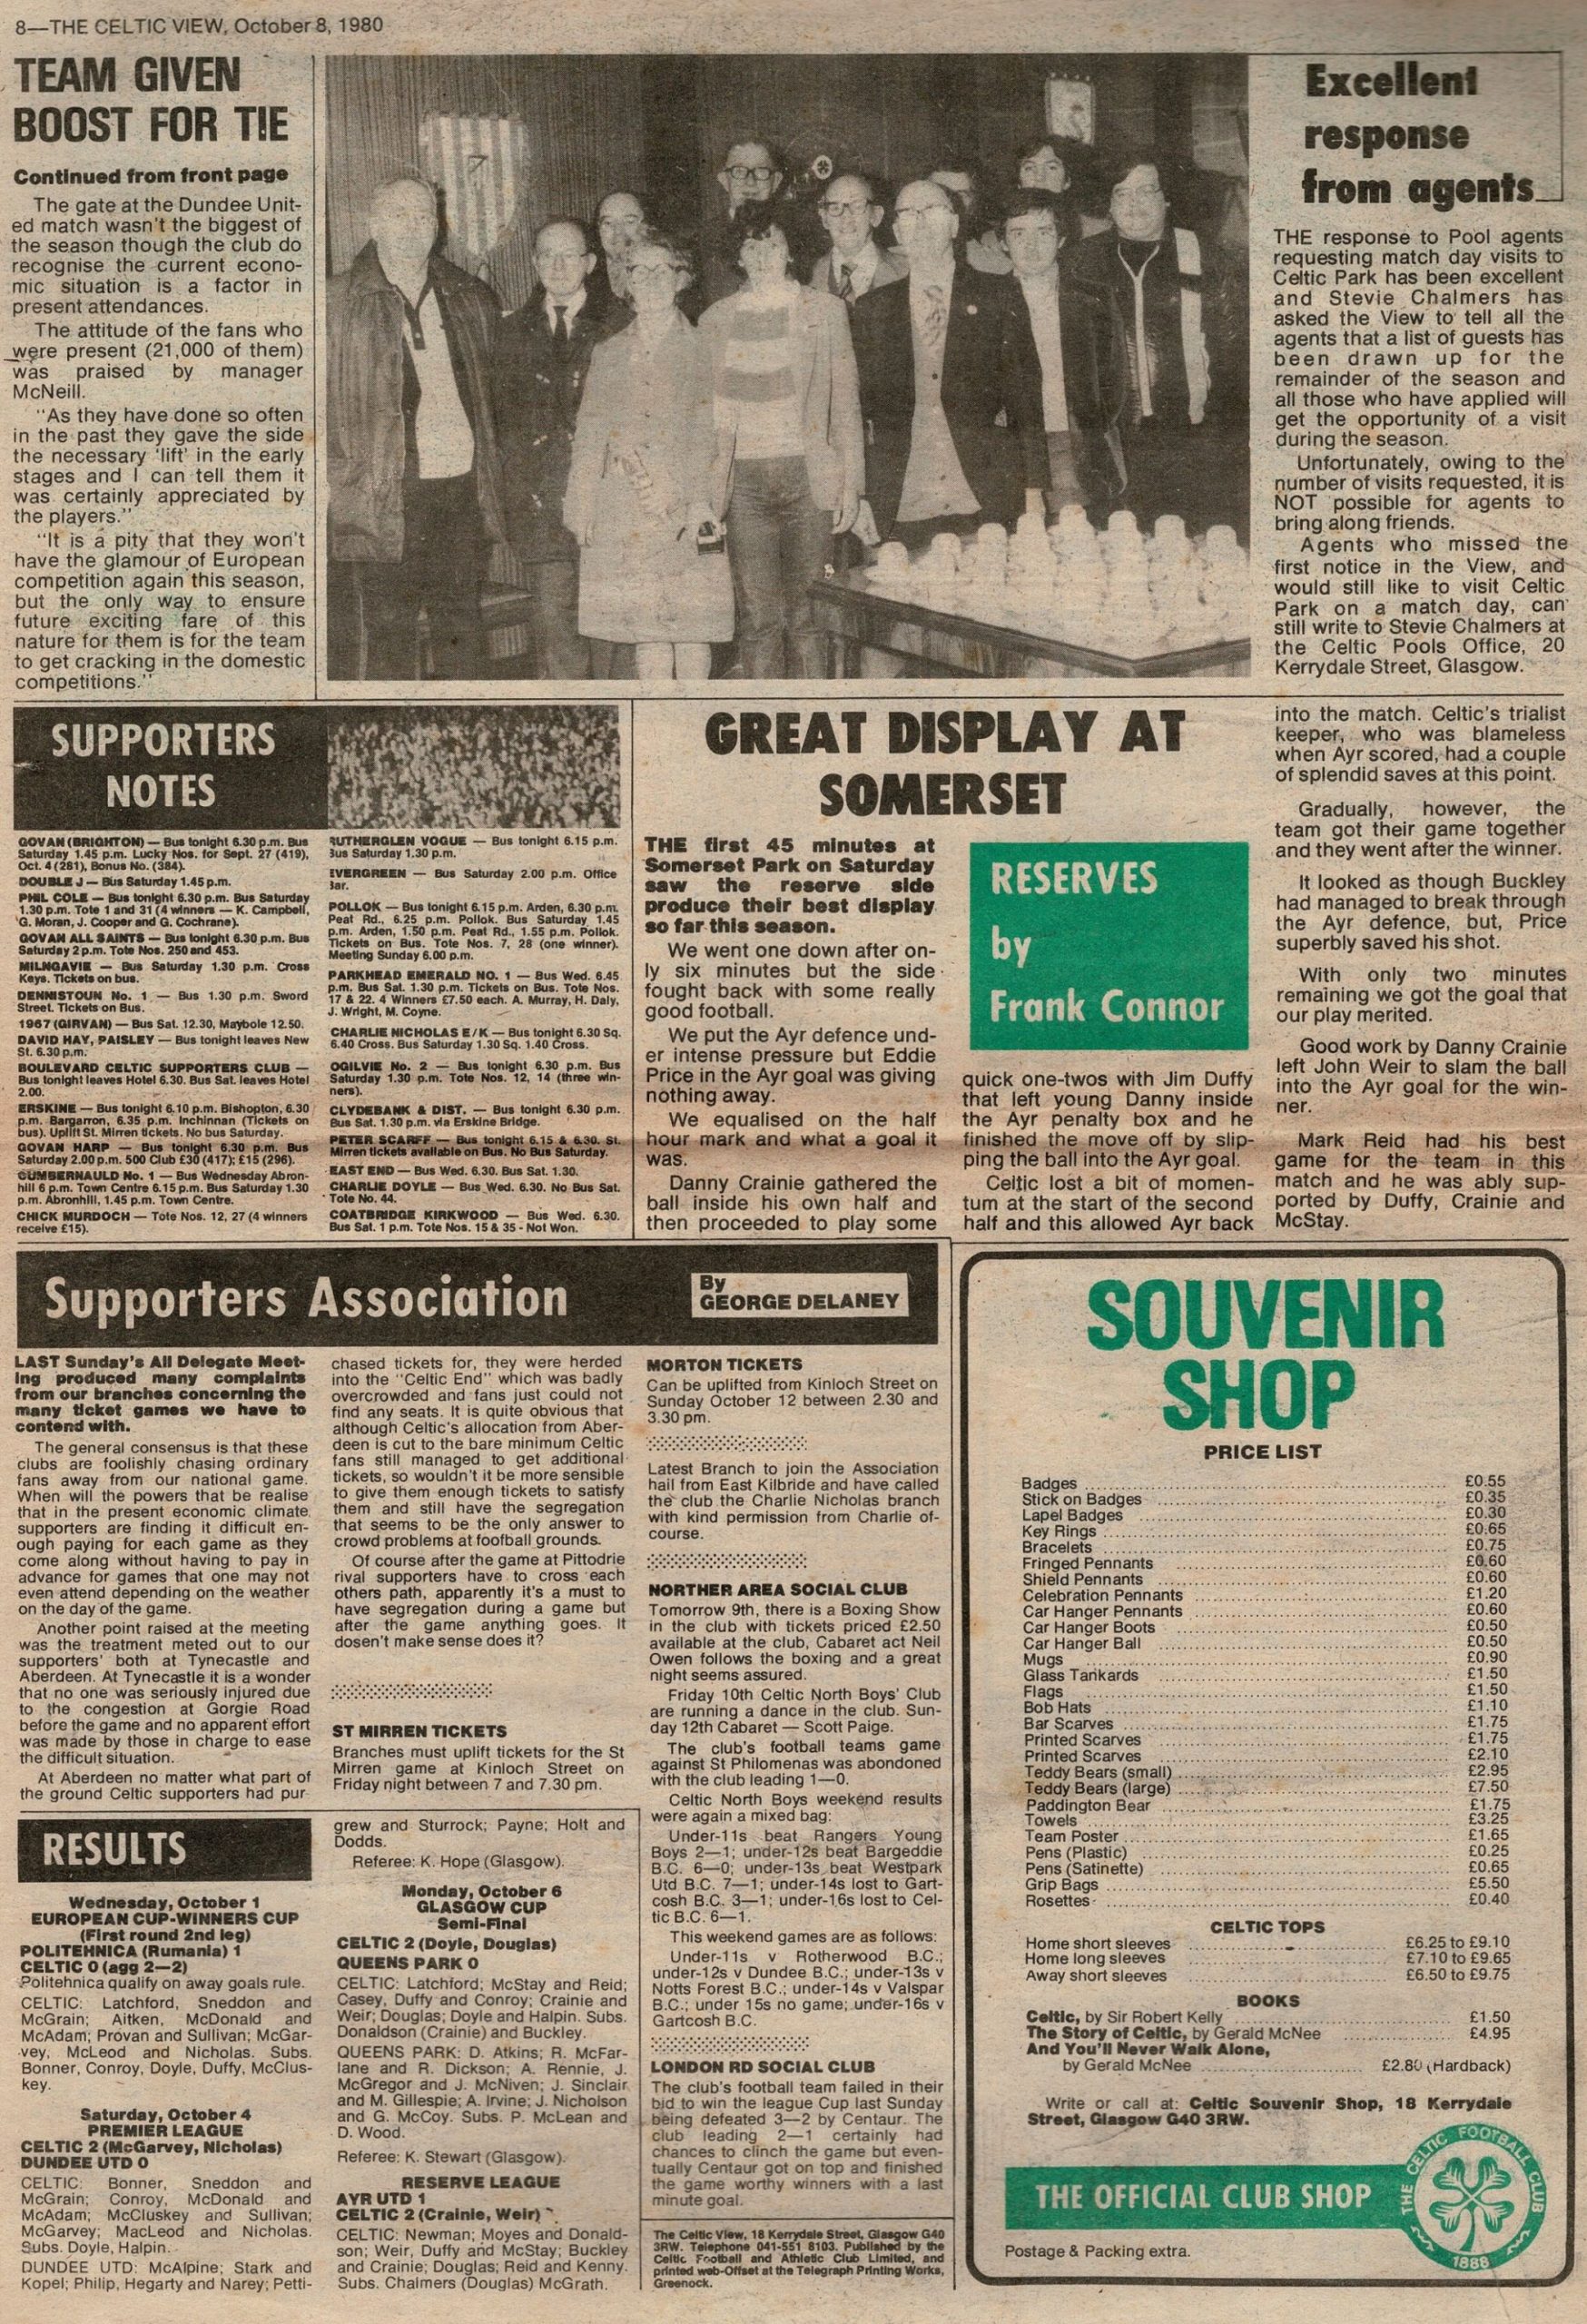 8—THE CELTIC VIEW, October 8, 1980
TEAM GIVEN
BOOST FOR TIE
Continued from front page
The gate at the Dundee Unit-
ed match wasn't the biggest of
the season though the club do
recognise the current econo-
mic situation is a factor in
present attendances.
The attitude of the fans who
were present (21,000 of them)
was praised by manager
McNeill.
"As they have done so often
in the past they gave the side
the necessary 'lift' in the early
stages and I can tell them it
was certainly appreciated by
the players."
"It is a pity that they won't
have the glamour of European
competition again this season,
but the only way to ensure
future exciting fare of this
nature for them is for the team
to get cracking in the domestic
competitions."
Excellent
response
from agents
THE response to Pool agents
requesting match day visits to
Celtic Park has been excellent
and Stevie Chalmers has
asked the View to tell all the
agents that a list of guests has
been drawn up for the
remainder of the season and
all those who have applied will
get the opportunity of a visit
during the season.
Unfortunately, owing to the
number of visits requested, it is
NOT possible for agents to
bring along friends.
Agents who missed the
first notice in the View, and
would still like to visit Celtic
Park on a match day, can
still write to Stevie Chalmers at
the Celtic Pools Office, 20
Kerrydale Street, Glasgow.
SUPPORTERS
NOTES
GOVAN (BRIGHTON) — Bus tonight 6.30 p.m. Bus
Saturday 1.45 p.m. Lucky Nos. for Sept. 27 (419),
Oct. 4 (281), Bonus No. (384).
DOUBLE J — Bus Saturday 1.45 p.m.
PHIL COLE — Bus tonight 6.30 p.m. Bus Saturday
1.30 p.m. Tote 1 and 31 (4 winners — K. Campbell,
G. Moran, J. Cooper and G. Cochrane).
GOVAN ALL SAINTS — Bus tonight 6.30 p.m. Bus
Saturday 2 p.m. Tote Nos. 250 and 453.
MILNGAVIE — Bus Saturday 1.30 p.m. Cross
Keys. Tickets on bus.
DENNISTOUN No. 1 — Bus 1.30 p.m. Sword
Street. Tickets on Bus.
1967 (GIRVAN) — Bus Sat. 12.30, Maybole 12.50.
DAVID HAY, PAISLEY — Bus tonight leaves New
St. 6.30 p.m.
BOULEVARD CELTIC SUPPORTERS CLUB —
Bus tonight leaves Hotel 6.30. Bus Sat. leaves Hotel
2.00.
ERSKINE — Bus tonight 6.10 p.m. Bishopton, 6.30
p.m. Bargarron, 6.35 p.m. Inchinnan (Tickets on
bus). Uplift St. Mirren tickets. No bus Saturday.
GOVAN HARP — Bus tonight 6.30 p.m. Bus
Saturday 2.00 p.m. 500 Club £30 (417); £15 (296).
CUMBERNAULD No. 1 — Bus Wednesday Abron-
hill 6 p.m. Town Centre 6.15 p.m. Bus Saturday 1.30
p.m. Abronhill, 1.45 p.m. Town Centre.
CHICK MURDOCH — Tote Nos. 12, 27 (4 winners
receive £15).
RUTHERGLEN VOGUE — Bus tonight 6.15 p.m.
Bus Saturday 1.30 p.m.
EVERGREEN — Bus Saturday 2.00 p.m. Office
Bar.
POLLOK — Bus tonight 6.15 p.m. Arden, 6.30 p.m.
Peat Rd., 6.25 p.m. Pollok. Bus Saturday 1.45
p.m. Arden, 1.50 p.m. Peat Rd., 1.55 p.m. Pollok.
Tickets on Bus. Tote Nos. 7, 28 (one winner).
Meeting Sunday 6.00 p.m.
PARKHEAD EMERALD NO. 1 — Bus Wed. 6.45
p.m. Bus Sat. 1.30 p.m. Tickets on Bus. Tote Nos.
17 & 22. 4 Winners £7.50 each. A. Murray, H. Daly,
J. Wright, M. Coyne.
CHARLIE NICHOLAS E/K — Bus tonight 6.30 Sq.
6.40 Cross. Bus Saturday 1.30 Sq. 1.40 Cross.
OGILVIE No. 2 — Bus tonight 6.30 p.m. Bus
Saturday 1.30 p.m. Tote Nos. 12, 14 (three win-
ners).
CLYDEBANK & DIST. — Bus tonight 6.30 p.m.
Bus Sat. 1.30 p.m. via Erskine Bridge.
PETER SCARFF — Bus tonight 6.15 & 6.30. St.
Mirren tickets available on Bus. No Bus Saturday.
EAST END — Bus Wed. 6.30. Bus Sat. 1.30.
CHARLIE DOYLE — Bus Wed. 6.30. No Bus Sat.
Tote No. 44.
COATBRIDGE KIRKWOOD — Bus Wed. 6.30.
Bus Sat. 1 p.m. Tote Nos. 15 & 35 - Not Won.
GREAT DISPLAY AT
SOMERSET
THE first 45 minutes at
Somerset Park on Saturday
saw the reserve side
produce their best display
so far this season.
We went one down after on-
ly six minutes but the side
fought back with some really
good football.
We put the Ayr defence und-
er intense pressure but Eddie
Price in the Ayr goal was giving
nothing away.
We equalised on the half
hour mark and what a goal it
was.
Danny Crainie gathered the
ball inside his own half and
then proceeded to play some
RESERVES
by
Frank Connor
quick one-twos with Jim Duffy
that left young Danny inside
the Ayr penalty box and he
finished the move off by slip-
ping the ball into the Ayr goal.
Celtic lost a bit of momen-
tum at the start of the second
half and this allowed Ayr back
into the match. Celtic's trialist
keeper, who was blameless
when Ayr scored, had a couple
of splendid saves at this point.
Gradually, however, the
team got their game together
and they went after the winner.
It looked as though Buckley
had managed to break through
the Ayr defence, but, Price
superbly saved his shot.
With only two minutes
remaining we got the goal that
our play merited.
Good work by Danny Crainie
left John Weir to slam the ball
into the Ayr goal for the win-
ner.
Mark Reid had his best
game for the team in this
match and he was ably sup-
ported by Duffy, Crainie and
McStay.
Supporters Association
By
GEORGE DELANEY
LAST Sunday's All Delegate Meet-
ing produced many complaints
from our branches concerning the
many ticket games we have to
contend with.
The general consensus is that these
clubs are foolishly chasing ordinary
fans away from our national game.
When will the powers that be realise
that in the present economic climate
supporters are finding it difficult en-
ough paying for each game as they
come along without having to pay in
advance for games that one may not
even attend depending on the weather
on the day of the game.
Another point raised at the meeting
was the treatment meted out to our
supporters' both at Tynecastle and
Aberdeen. At Tynecastle it is a wonder
that no one was seriously injured due
to the congestion at Gorgie Road
before the game and no apparent effort
was made by those in charge to ease
the difficult situation.
At Aberdeen no matter what part of
the ground Celtic supporters had pur
chased tickets for, they were herded
into the "Celtic End" which was badly
overcrowded and fans just could not
find any seats. It is quite obvious that
although Celtic's allocation from Aber-
deen is cut to the bare minimum Celtic
fans still managed to get additional
tickets, so wouldn't it be more sensible
to give them enough tickets to satisfy
them and still have the segregation
that seems to be the only answer to
crowd problems at foofball grounds.
Of course after the game at Pittodrie
rival supporters have to cross each
others path, apparently it's a must to
have segregation during a game but
after the game anything goes. It
dosen't make sense does it?
ST MIRREN TICKETS
Branches must uplift tickets for the St
Mirren game at Kinloch Street on
Friday night between 7 and 7.30 pm.
MORTON TICKETS
Can be uplifted from Kinloch Street on
Sunday October 12 between 2.30 and
3.30 pm.
Latest Branch to join the Association
hail from East Kilbride and have called
the club the Charlie Nicholas branch
with kind permission from Charlie of-
course.
NORTHER AREA SOCIAL CLUB
Tomorrow 9th, there is a Boxing Show
in the club with tickets priced £2.50
available at the club, Cabaret act Neil
Owen follows the boxing and a great
night seems assured.
Friday 10th Celtic North Boys' Club
are running a dance in the club. Sun-
day 12th Cabaret — Scott Paige.
The club's football teams game
against St Philomenas was abondoned
with the club leading 1—0.
Celtic North Boys weekend results
were again a mixed bag:
Under-11s beat Rangers Young
Boys 2—1; under-12s beat Bargeddie
B.C. 6—0; under-13s beat Westpark
Utd B.C. 7—1; under-14s lost to Gart-
cosh B.C. 3—1; under-16s lost to Cel-
tic B.C. 6—1.
This weekend games are as follows:
Under-11s v Rotherwood B.C.;
under-12s v Dundee B.C.; under-13s v
Notts Forest B.C.; under-14s v Valspar
B.C.; under 15s no game; under-16s v
Gartcosh B.C.
LONDON RD SOCIAL CLUB
The club's football team failed in their
bid to win the league Cup last Sunday
being defeated 3—2 by Centaur. The
club leading 2—1 certainly had
chances to clinch the game but even-
tually Centaur got on top and finished
the game worthy winners with a last
minute goal.
The Celtic View, 18 Kerrydale Street, Glasgow G40
3RW. Telephone 041-551 8103. Published by the
Celtic Football and Athletic Club Limited, and
printed web-Offset at the Telegraph Printing Works,
Greenock.
RESULTS
Wednesday, October 1
EUROPEAN CUP-WINNERS CUP
(First round 2nd leg)
POLITEHNICA (Rumania) 1
CELTIC 0 (agg 2—2)
Politehnica qualify on away goals rule.
CELTIC: Latchford, Sneddon and
McGrain; Aitken, McDonald and
McAdam; Provan and Sullivan; McGar-
vey, McLeod and Nicholas. Subs.
Bonner, Conroy, Doyle, Duffy, McClus-
key.
Saturday, October 4
PREMIER LEAGUE
CELTIC 2 (McGarvey, Nicholas)
DUNDEE UTD 0
CELTIC: Bonner, Sneddon and
McGrain; Conroy, McDonald and
McAdam; McCluskey and Sullivan;
McGarvey; MacLeod and Nicholas.
Subs. Doyle, Halpin.
DUNDEE UTD: McAlpine; Stark and
Kopel; Philip, Hegarty and Narey; Petti-
grew and Sturrock; Payne; Holt and
Dodds.
Referee: K. Hope (Glasgow).
Monday, October 6
GLASGOW CUP
Semi-Final
CELTIC 2 (Doyle, Douglas)
QUEENS PARK 0
CELTIC: Latchford; McStay and Reid;
Casey, Duffy and Conroy; Crainie and
Weir; Douglas; Doyle and Halpin. Subs.
Donaldson (Crainie) and Buckley.
QUEENS PARK: D. Atkins; R. McFar-
lane and R. Dickson; A. Rennie, J.
McGregor and J. McNiven; J. Sinclair
and M. Gillespie; A. Irvine; J. Nicholson
and G. McCoy. Subs. P. McLean and
D. Wood.
Referee: K. Stewart (Glasgow).
RESERVE LEAGUE
AYR UTD 1
CELTIC 2 (Crainie, Weir)
CELTIC: Newman; Moyes and Donald-
son; Weir, Duffy and McStay; Buckley
and Crainie; Douglas; Reid and Kenny.
Subs. Chalmers (Douglas) McGrath.
SOUVENIR
SHOP
PRICE LIST
Badges £0.55
Stick on Badges £0.35
Lapel Badges £0.30
Key Rings £0.65
Bracelets £0.75
Fringed Pennants £0.60
Shield Pennants £0.60
Celebration Pennants £1.20
Car Hanger Pennants £0.60
Car Hanger Boots £0.50
Car Hanger Ball £0.50
Mugs £0.90
Glass Tankards £1.50
Flags £1.50
Bob Hats £1.10
Bar Scarves £1.75
Printed Scarves £1.75
Printed Scarves £2.10
Teddy Bears (small) £2.95
Teddy Bears (large) £7.50
Paddington Bear £1.75
Towels £3.25
Team Poster £1.65
Pens (Plastic) £0.25
Pens (Satinette) £0.65
Grip Bags £5.50
Rosettes £0.40
CELTIC TOPS
Home short sleeves £6.25 to £9.10
Home long sleeves £7.10 to £9.65
Away short sleeves £6.50 to £9.75
BOOKS
Celtic, by Sir Robert Kelly £1.50
The Story of Celtic, by Gerald McNee £4.95
And You'll Never Walk Alone,
by Gerald McNee £2.80 (Hardback)
Write or call at: Celtic Souvenir Shop, 18 Kerrydale
Street, Glasgow G40 3RW.
THE OFFICIAL CLUB SHOP
THE CELTIC FOOTBALL CLUB
1888
Postage & Packing extra.